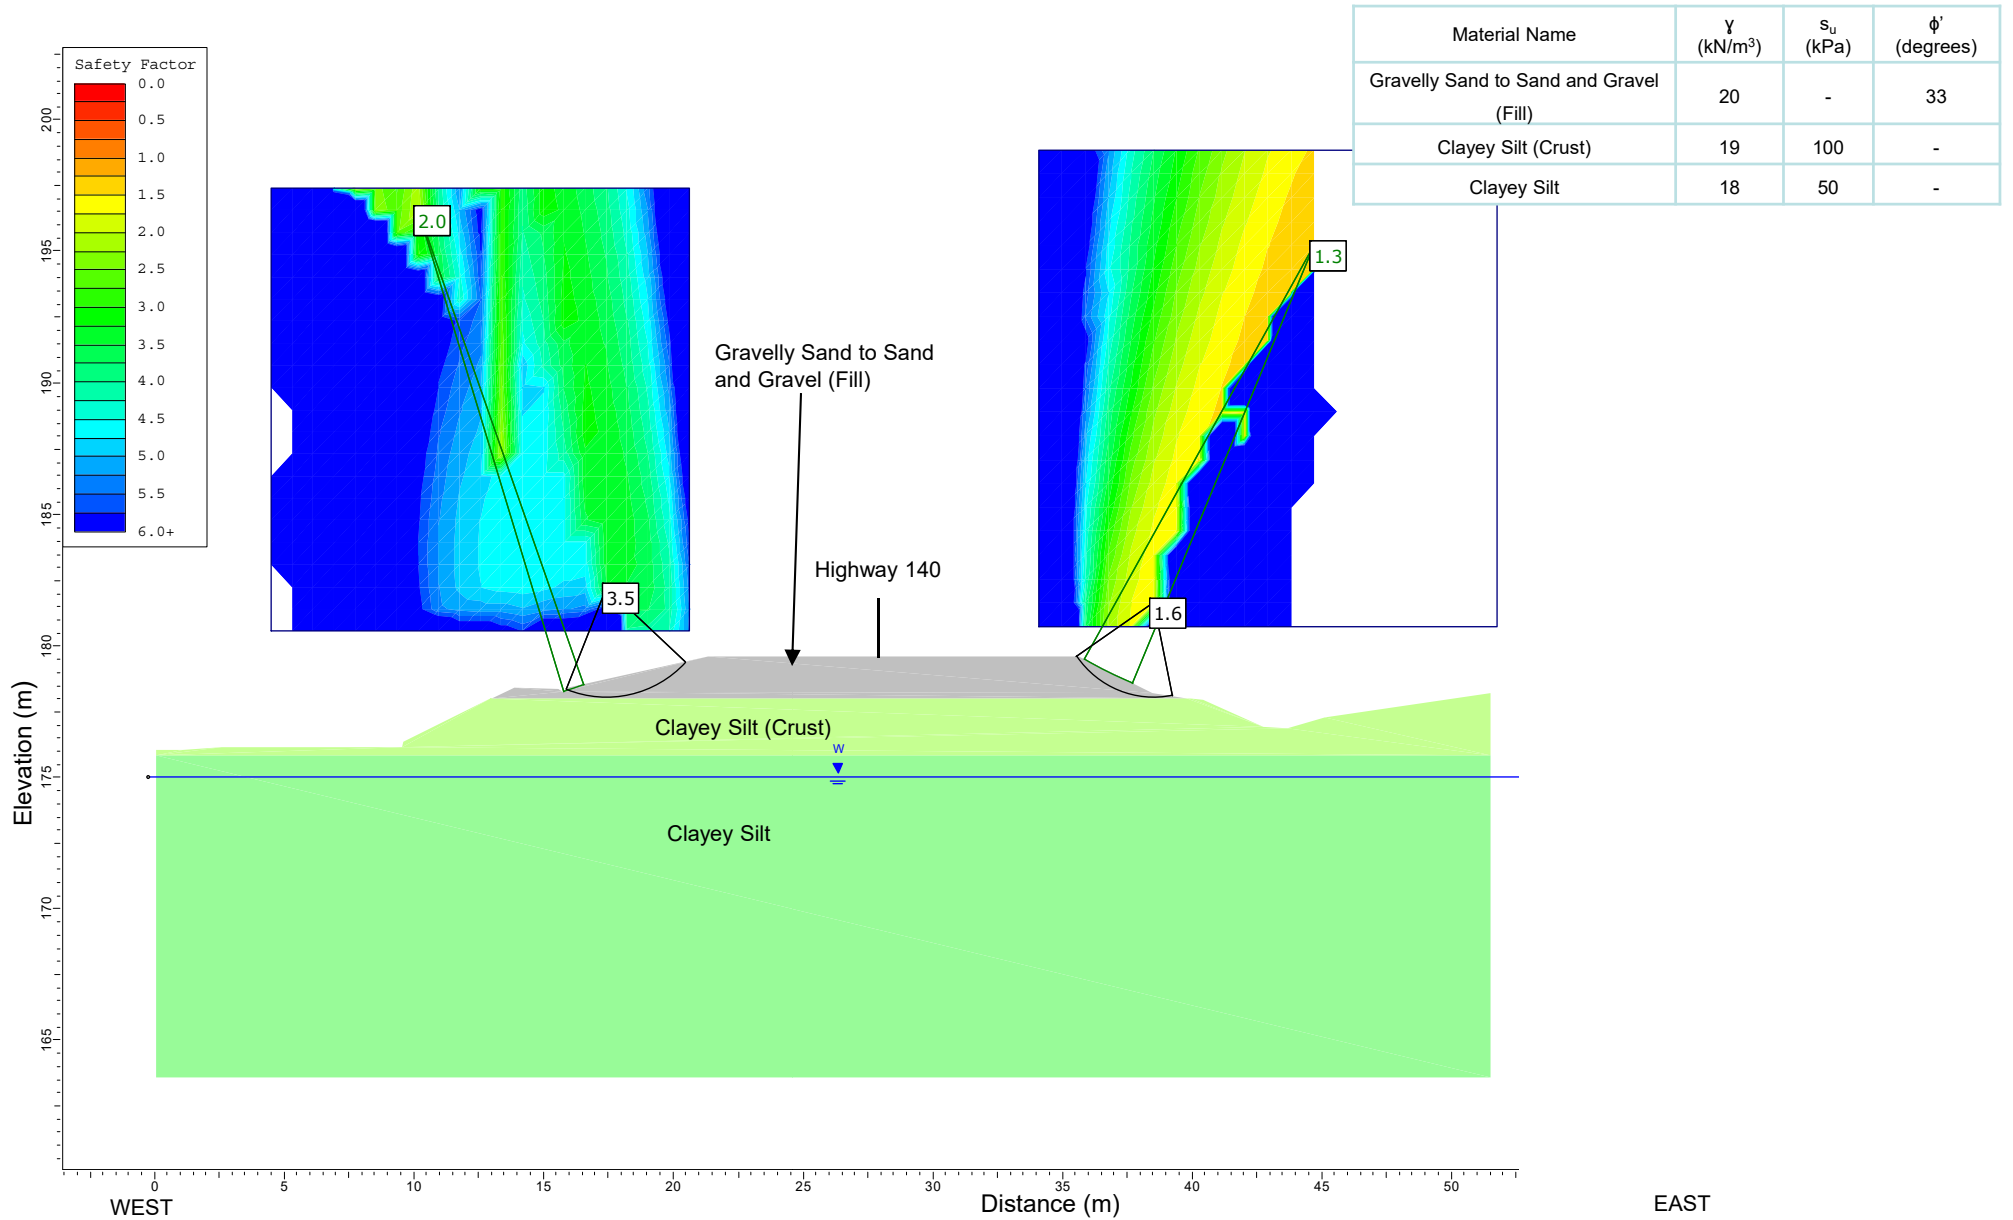 Material Name
ɣ
(kN/m³)
sᵤ
(kPa)
ϕ’
(degrees)
Gravelly Sand to Sand and Gravel
(Fill)
20
-
33
Clayey Silt (Crust)
19
100
-
Clayey Silt
18
50
-
Safety Factor
0.0
0.5
1.0
1.5
2.0
2.5
3.0
3.5
4.0
4.5
5.0
5.5
6.0+
2.0
1.3
3.5
1.6
Gravelly Sand to Sand
and Gravel (Fill)
Highway 140
Clayey Silt (Crust)
W
Clayey Silt
Elevation (m)
200
195
190
185
180
175
170
165
0
5
10
15
20
25
30
35
40
45
50
WEST
Distance (m)
EAST